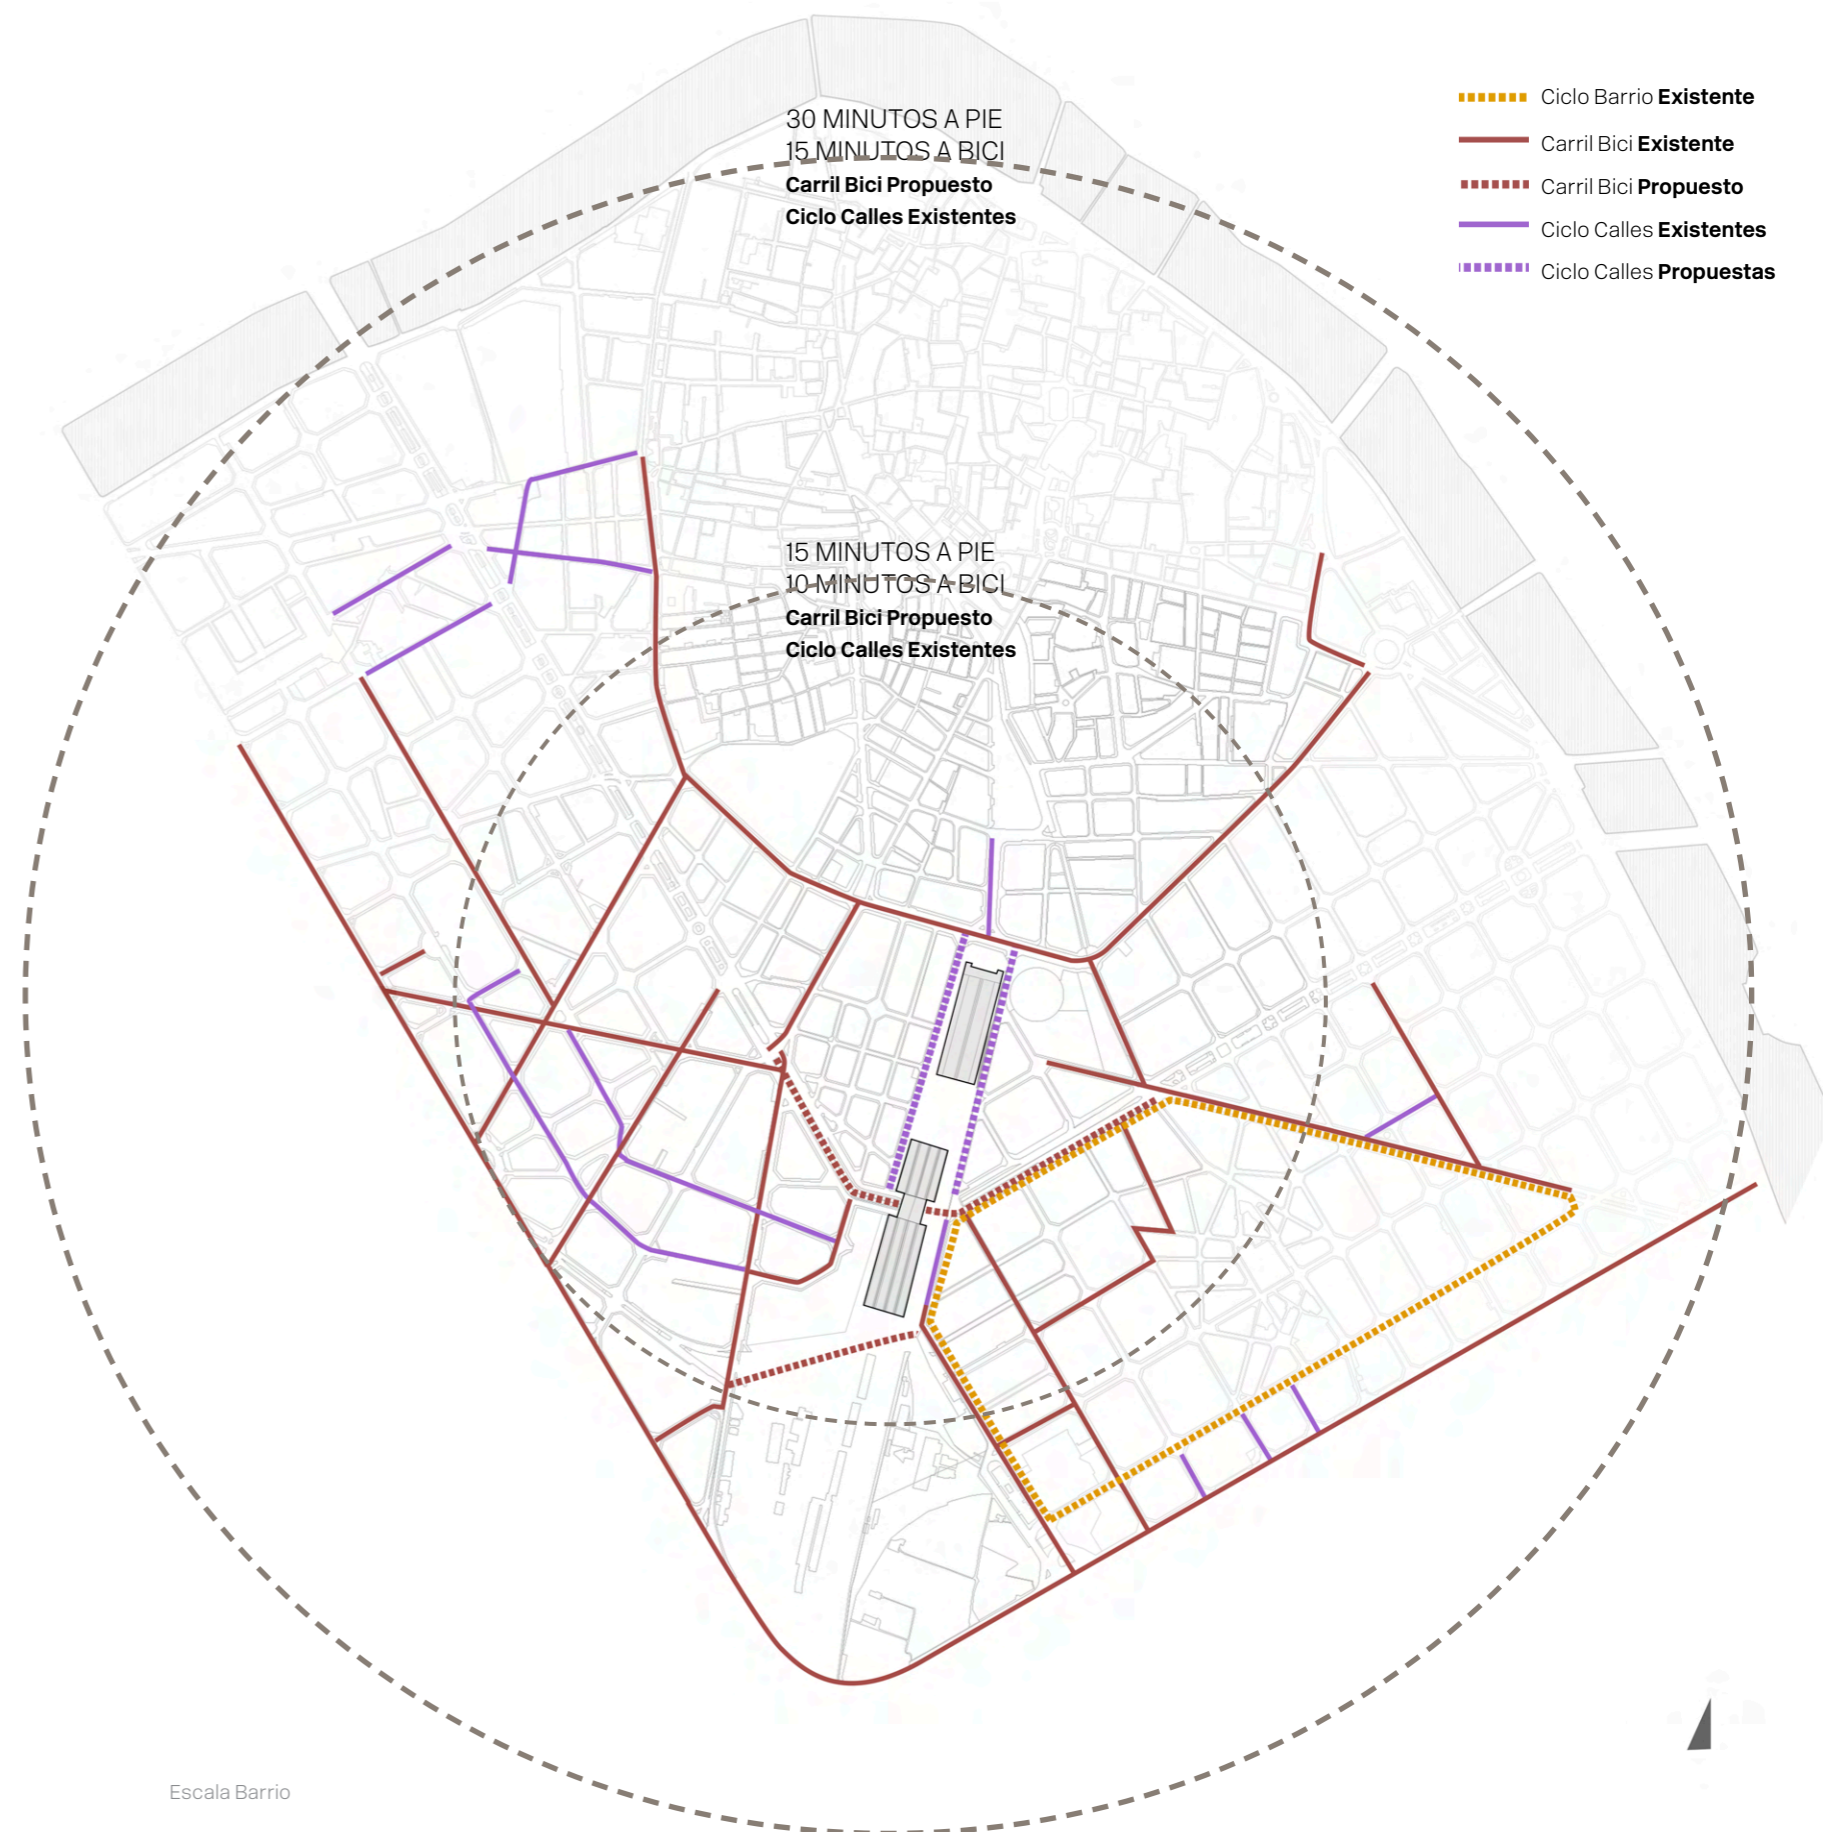 30 MINUTOS A PIE
15 MINUTOS A BICI
Carril Bici Propuesto
Ciclo Calles Existentes
Ciclo Barrio Existente
Carril Bici Existente
Carril Bici Propuesto
Ciclo Calles Existentes
Ciclo Calles Propuestas
15 MINUTOS A PIE
10 MINUTOS A BICI
Carril Bici Propuesto
Ciclo Calles Existentes
Escala Barrio